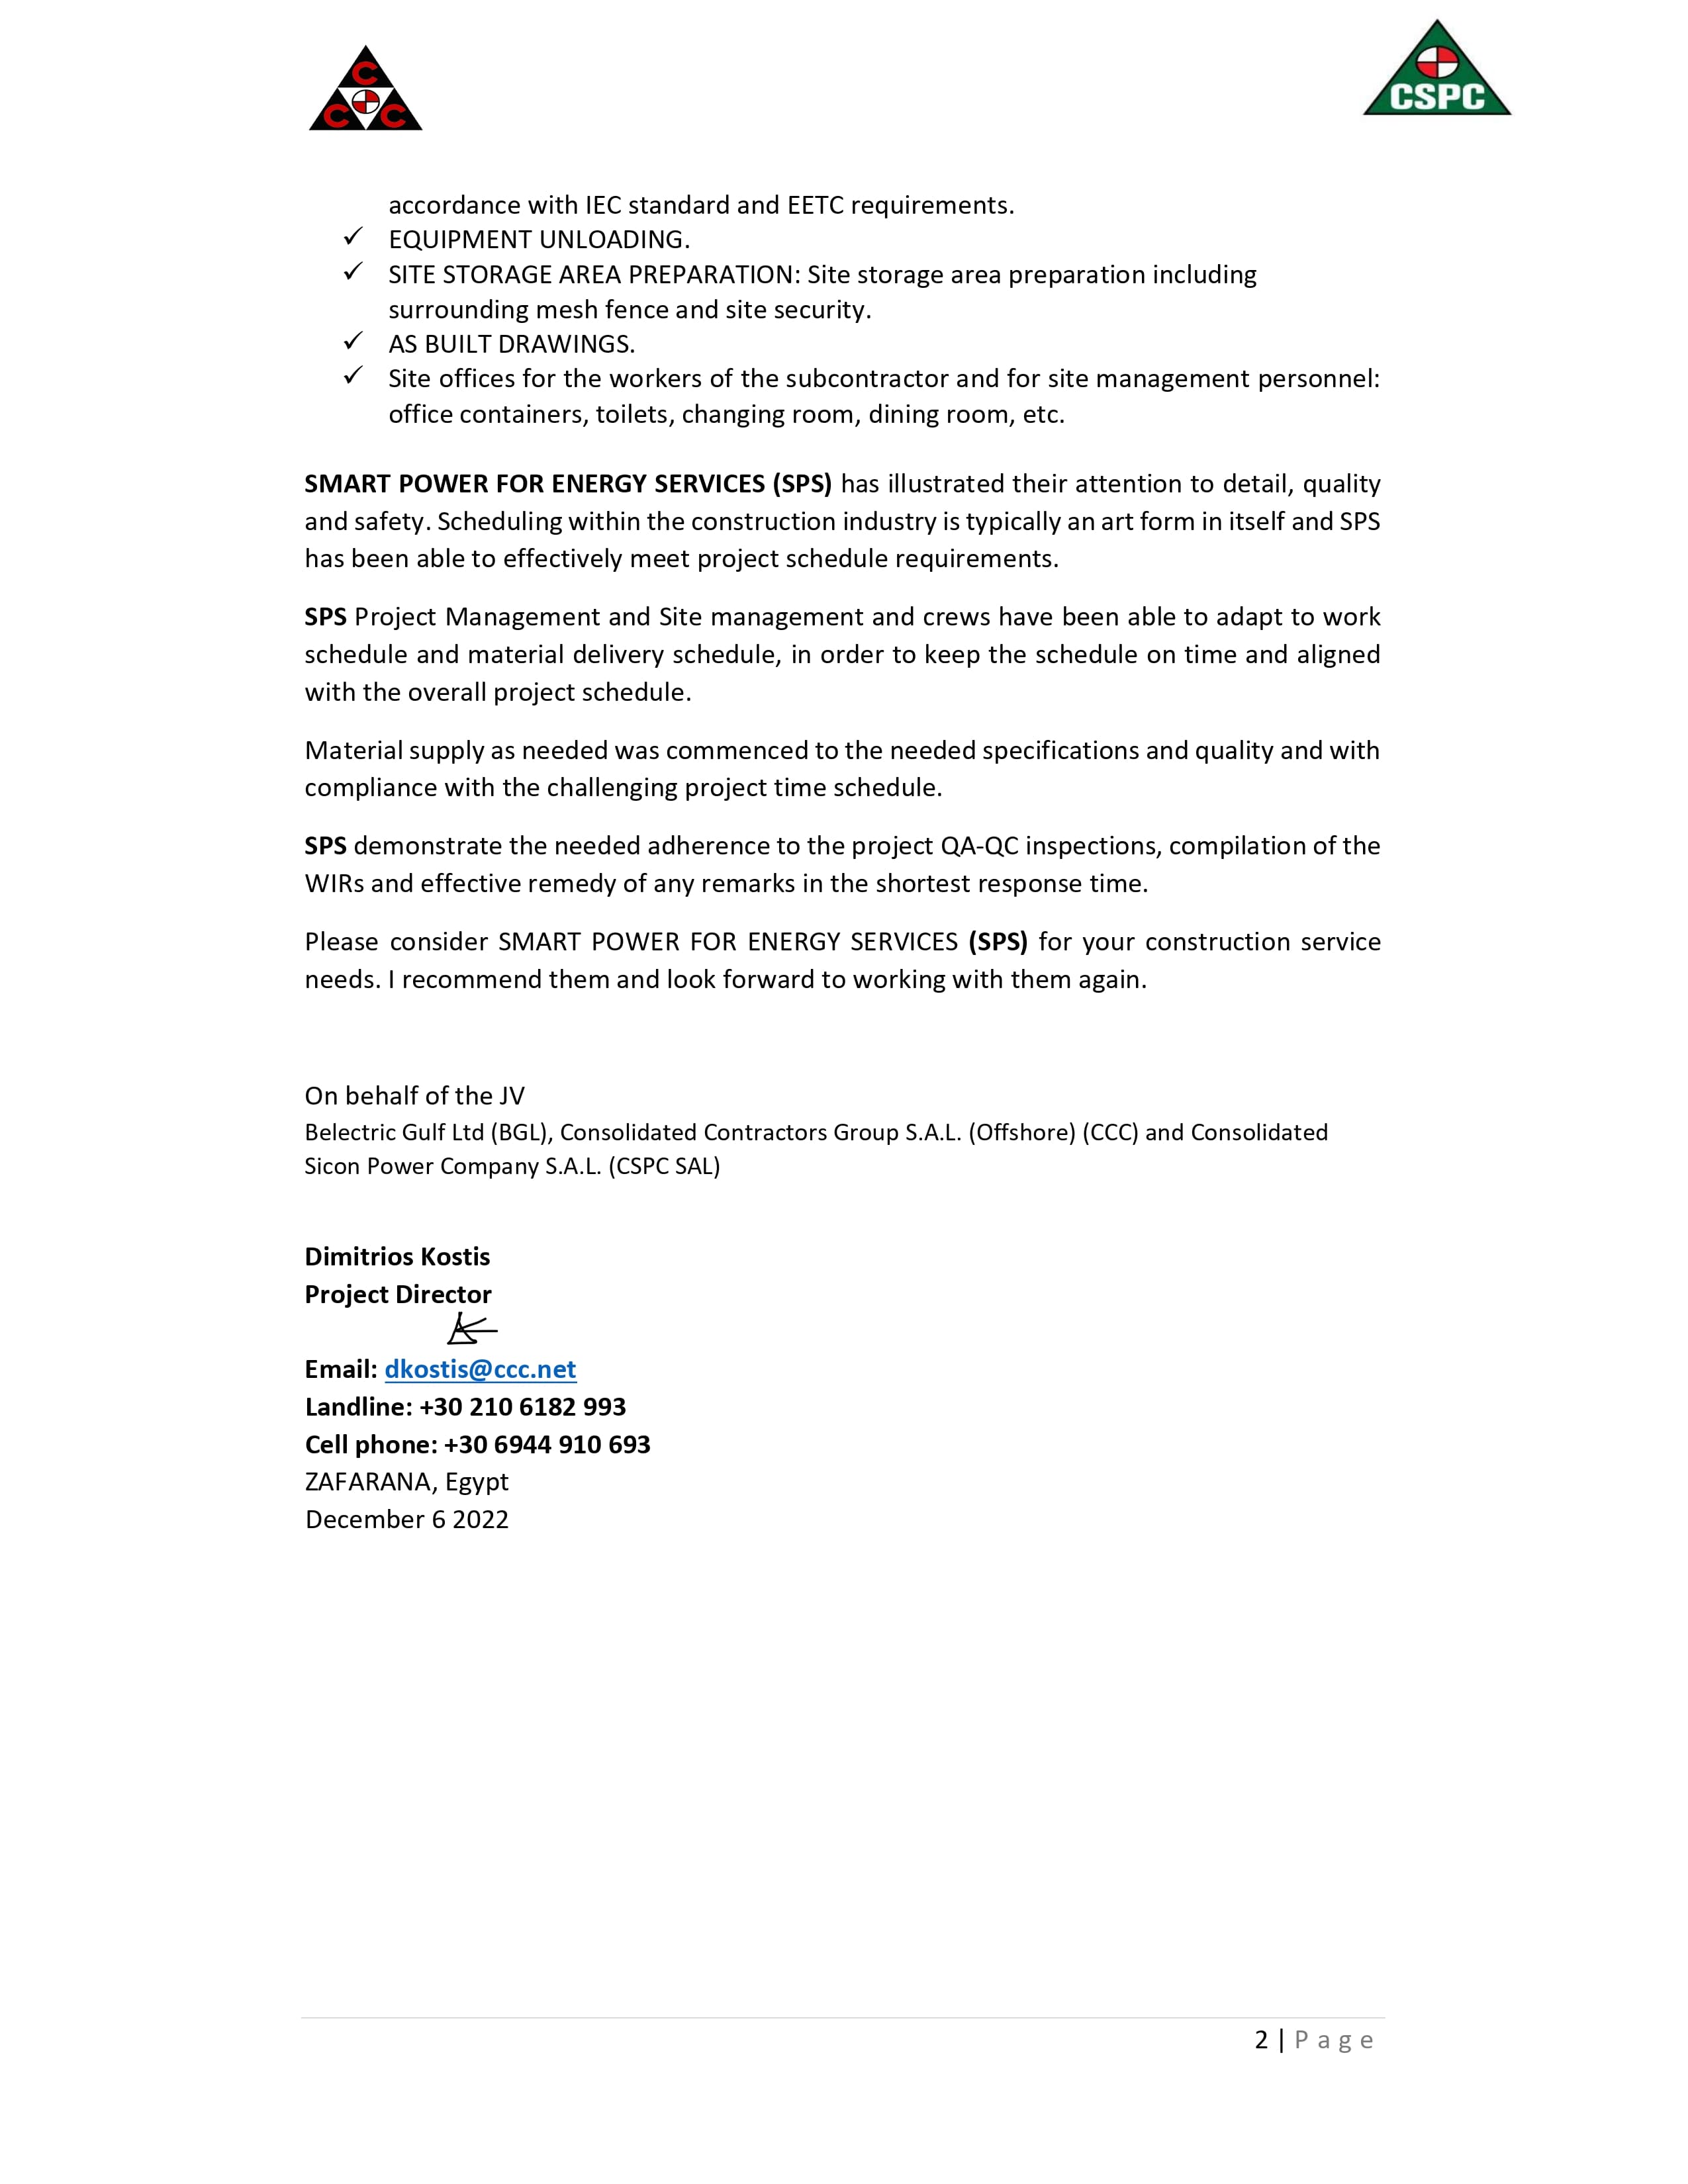 C
C C
CSPC
accordance with IEC standard and EETC requirements.
✓ EQUIPMENT UNLOADING.
✓ SITE STORAGE AREA PREPARATION: Site storage area preparation including
surrounding mesh fence and site security.
✓ AS BUILT DRAWINGS.
✓ Site offices for the workers of the subcontractor and for site management personnel:
office containers, toilets, changing room, dining room, etc.
SMART POWER FOR ENERGY SERVICES (SPS) has illustrated their attention to detail, quality
and safety. Scheduling within the construction industry is typically an art form in itself and SPS
has been able to effectively meet project schedule requirements.
SPS Project Management and Site management and crews have been able to adapt to work
schedule and material delivery schedule, in order to keep the schedule on time and aligned
with the overall project schedule.
Material supply as needed was commenced to the needed specifications and quality and with
compliance with the challenging project time schedule.
SPS demonstrate the needed adherence to the project QA-QC inspections, compilation of the
WIRs and effective remedy of any remarks in the shortest response time.
Please consider SMART POWER FOR ENERGY SERVICES (SPS) for your construction service
needs. I recommend them and look forward to working with them again.
On behalf of the JV
Belectric Gulf Ltd (BGL), Consolidated Contractors Group S.A.L. (Offshore) (CCC) and Consolidated
Sicon Power Company S.A.L. (CSPC SAL)
Dimitrios Kostis
Project Director
Email: dkostis@ccc.net
Landline: +30 210 6182 993
Cell phone: +30 6944 910 693
ZAFARANA, Egypt
December 6 2022
2 | Page